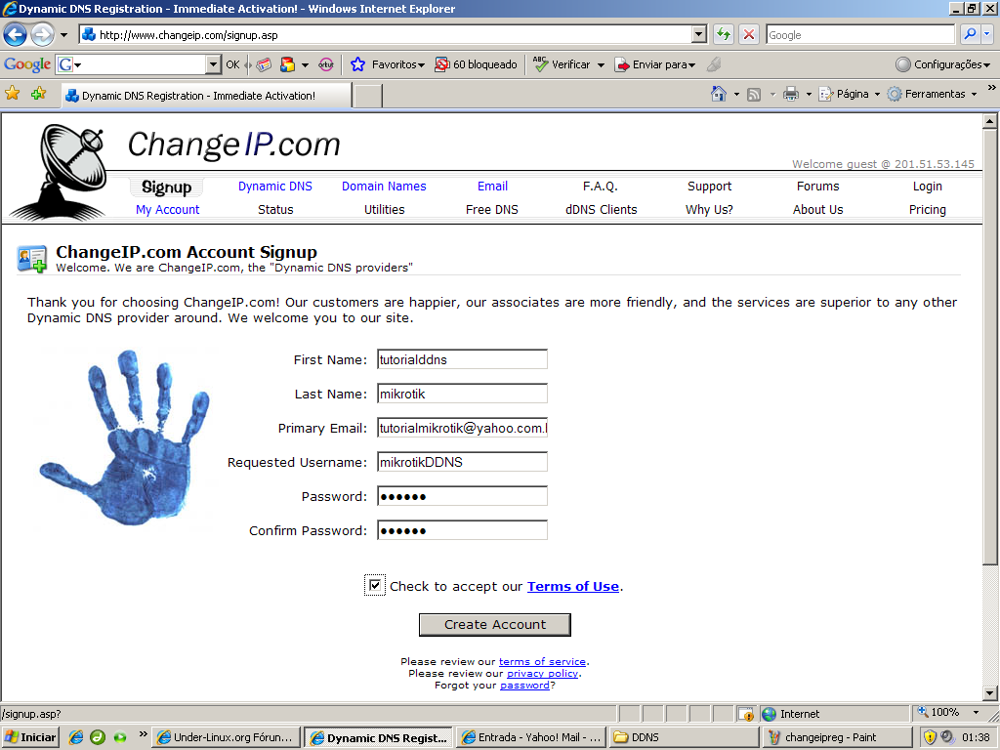 Dynamic DNS Registration - Immediate Activation! - Windows Internet Explorer
http://www.changeip.com/signup.asp
Google
Google G OK Favoritos 60 bloqueado ABC Verificar Enviar para Configurações
Dynamic DNS Registration - Immediate Activation! Página Ferramentas »
ChangeIP.com
Welcome guest @ 201.51.53.145
Signup Dynamic DNS Domain Names Email F.A.Q. Support Forums Login
My Account Status Utilities Free DNS dDNS Clients Why Us? About Us Pricing
ChangeIP.com Account Signup
Welcome. We are ChangeIP.com, the "Dynamic DNS providers"
Thank you for choosing ChangeIP.com! Our customers are happier, our associates are more friendly, and the services are superior to any other
Dynamic DNS provider around. We welcome you to our site.
First Name: tutorialddns
Last Name: mikrotik
Primary Email: tutorialmikrotik@yahoo.com.
Requested Username: mikrotikDDNS
Password: ●●●●●●
Confirm Password: ●●●●●●
Check to accept our Terms of Use.
Create Account
Please review our terms of service.
Please review our privacy policy.
Forgot your password?
/signup.asp? Internet 100%
Iniciar » Under-Linux.org Fórun... Dynamic DNS Regist... Entrada - Yahoo! Mail - ... DDNS changeipreg - Paint 01:38